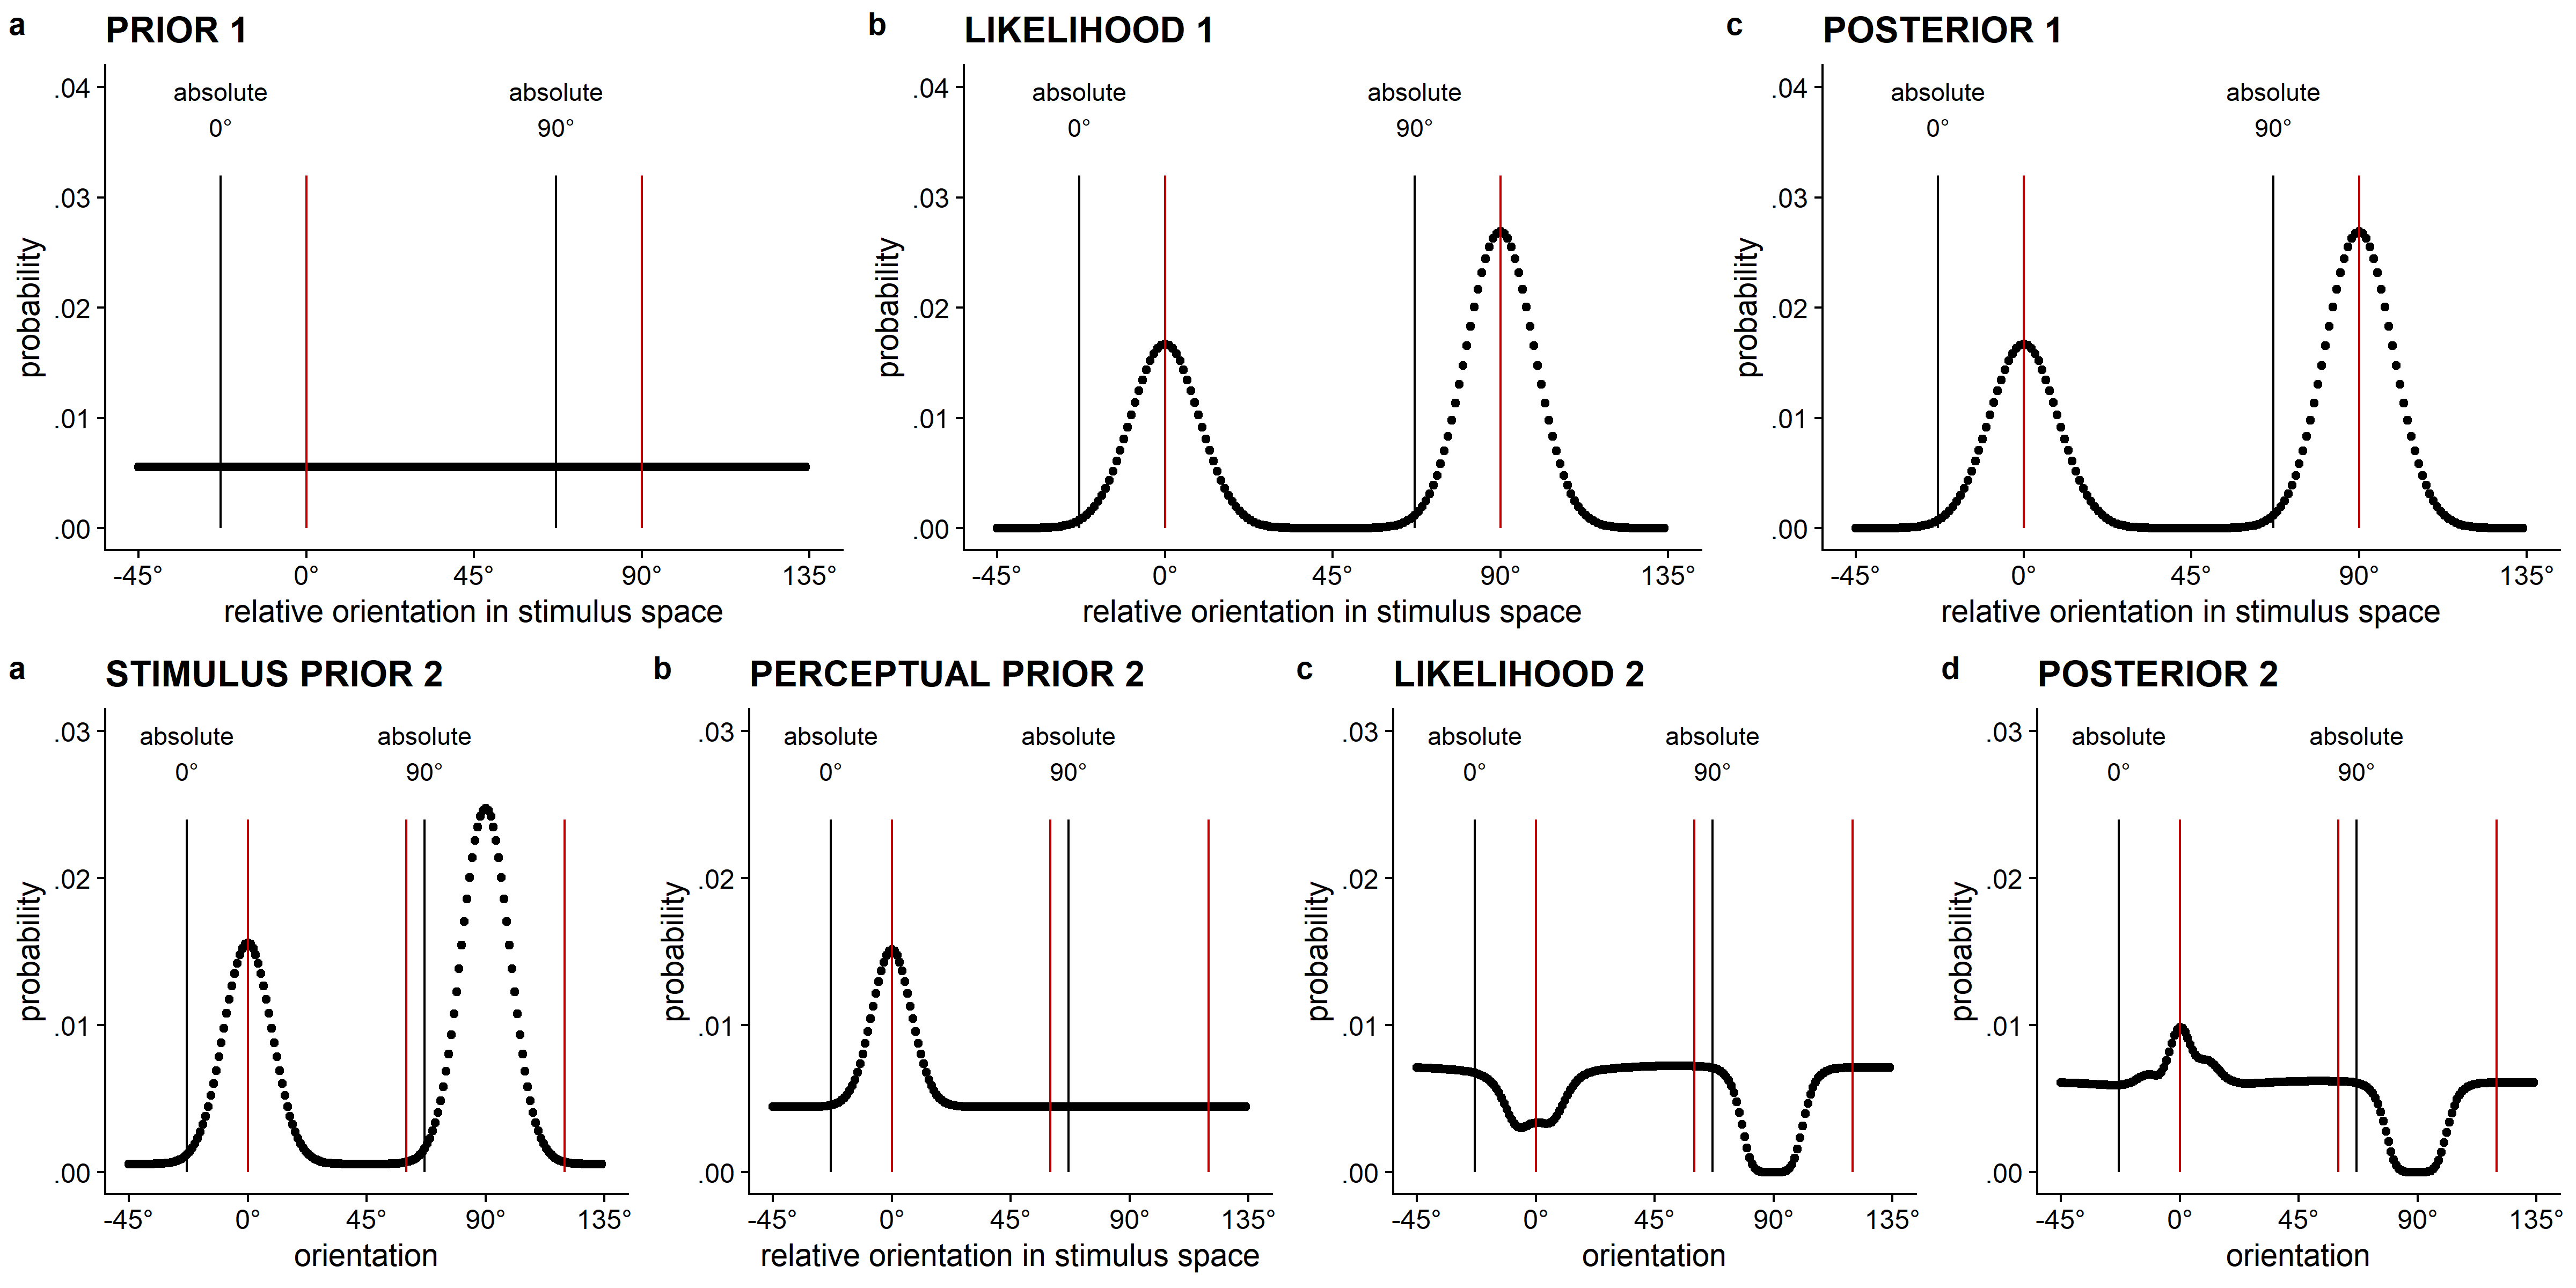 a PRIOR 1
absolute absolute
0° 90°
.04
.03
.02
.01
.00
probability
-45° 0° 45° 90° 135°
relative orientation in stimulus space
b LIKELIHOOD 1
absolute absolute
0° 90°
.04
.03
.02
.01
.00
probability
-45° 0° 45° 90° 135°
relative orientation in stimulus space
c POSTERIOR 1
absolute absolute
0° 90°
.04
.03
.02
.01
.00
probability
-45° 0° 45° 90° 135°
relative orientation in stimulus space
a STIMULUS PRIOR 2
absolute absolute
0° 90°
.03
.02
.01
.00
probability
-45° 0° 45° 90° 135°
orientation
b PERCEPTUAL PRIOR 2
absolute absolute
0° 90°
.03
.02
.01
.00
probability
-45° 0° 45° 90° 135°
relative orientation in stimulus space
c LIKELIHOOD 2
absolute absolute
0° 90°
.03
.02
.01
.00
probability
-45° 0° 45° 90° 135°
orientation
d POSTERIOR 2
absolute absolute
0° 90°
.03
.02
.01
.00
probability
-45° 0° 45° 90° 135°
orientation